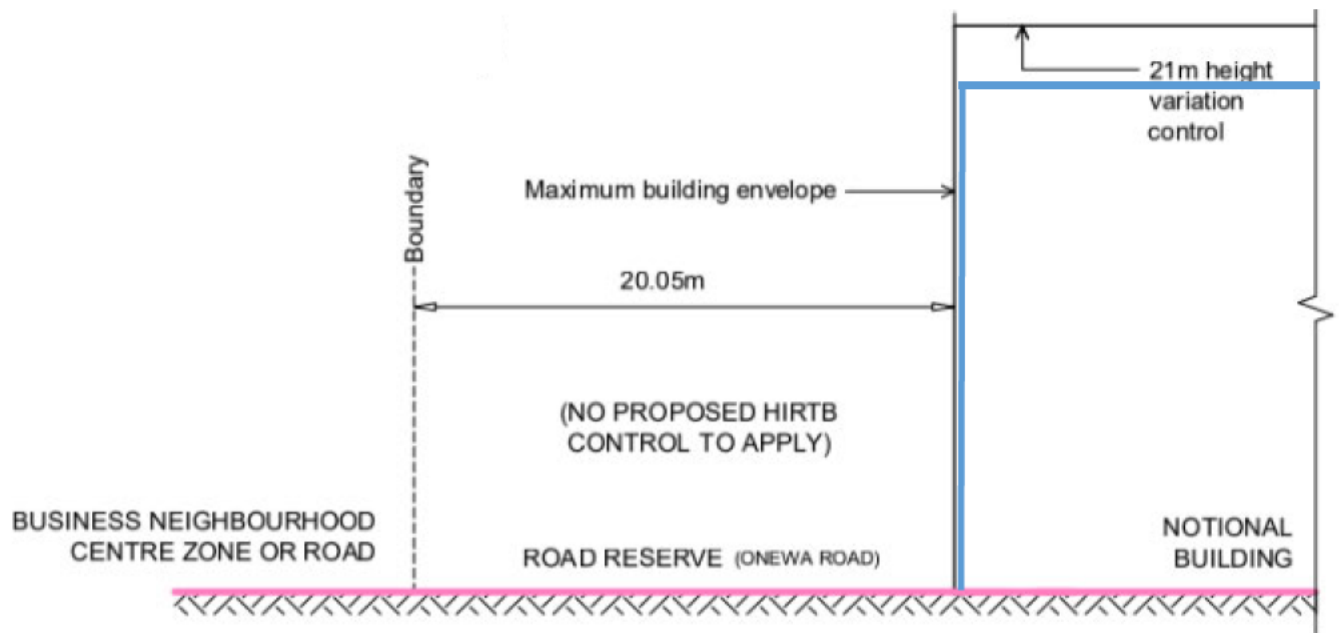 21m height
variation
control
Maximum building envelope
Boundary
20.05m
(NO PROPOSED HIRTB
CONTROL TO APPLY)
BUSINESS NEIGHBOURHOOD
CENTRE ZONE OR ROAD
ROAD RESERVE (ONEWA ROAD)
NOTIONAL
BUILDING